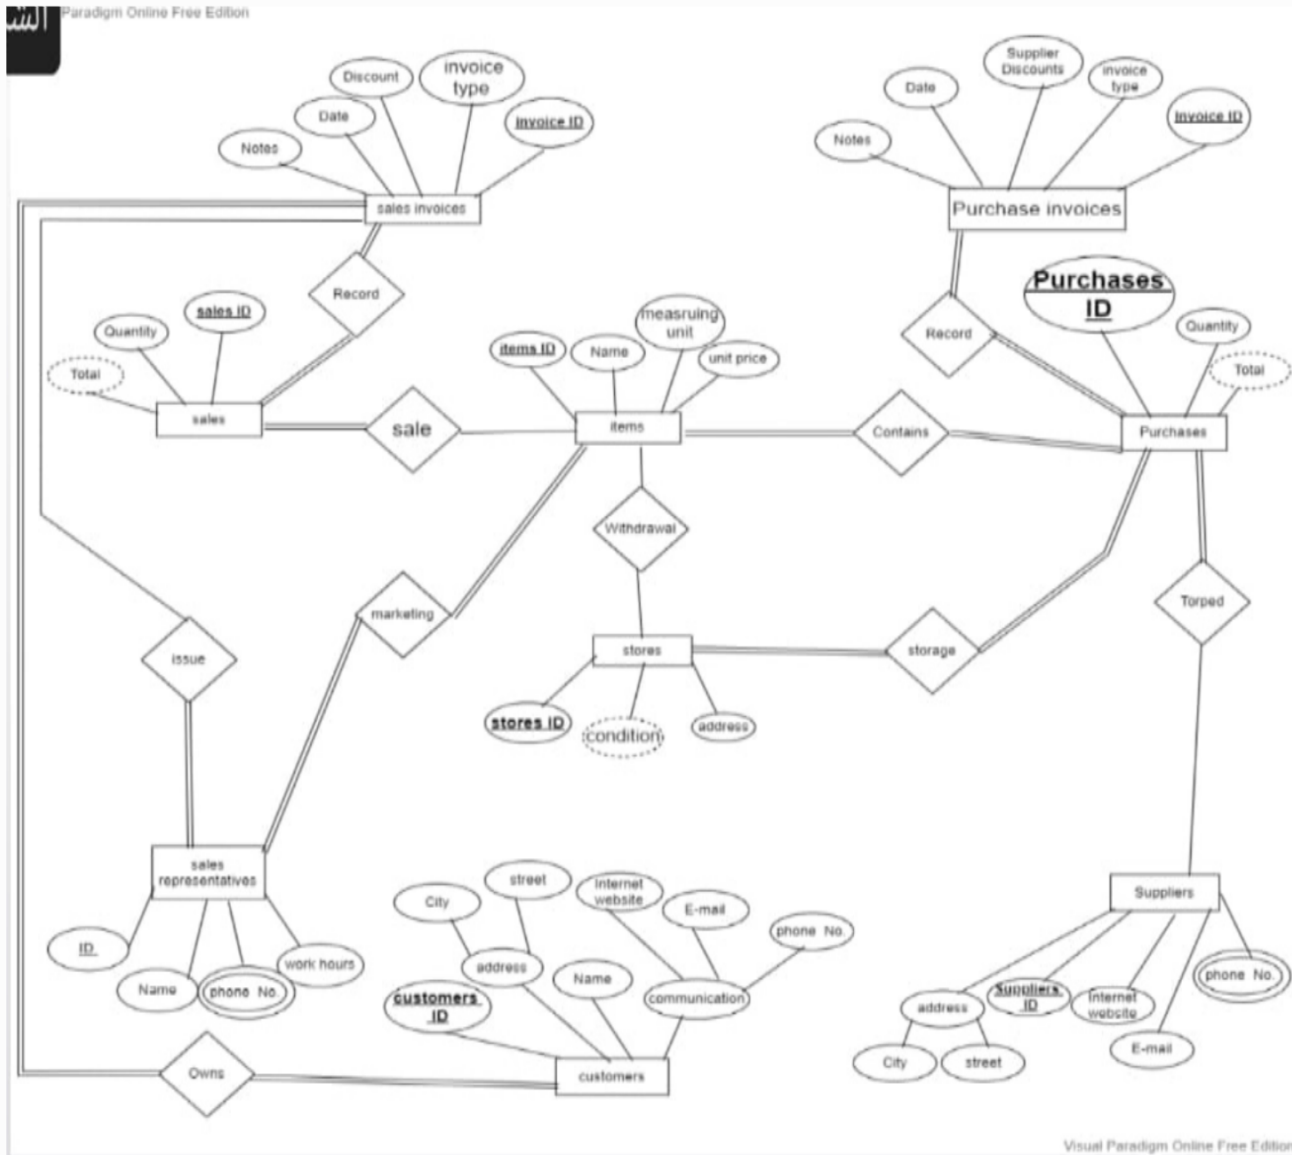 Paradigm Online Free Edition
Discount
invoice
type
Date
Invoice ID
Notes
sales invoices
Supplier
Discounts
invoice
type
Date
Invoice ID
Notes
Purchase invoices
Record
sales ID
Quantity
Total
sales
sale
items ID
Name
measruing
unit
unit price
items
Contains
Record
Purchases
ID
Quantity
Total
Purchases
Withdrawal
marketing
issue
stores
storage
Torped
stores ID
condition
address
sales
representatives
ID
Name
phone No.
work hours
Owns
City
street
Internet
website
E-mail
phone No.
address
Name
communication
customers
ID
customers
Suppliers
address
Suppliers
ID
Internet
website
phone No.
E-mail
City
street
Visual Paradigm Online Free Edition